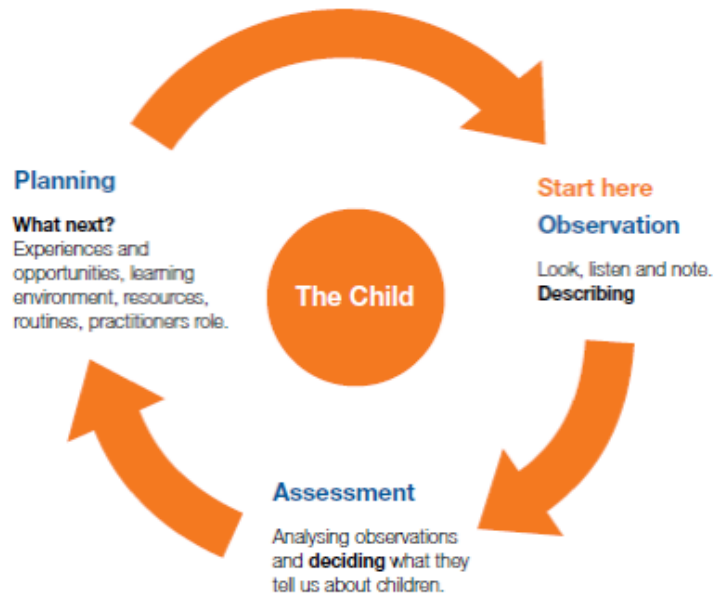 Start here
Observation
Look, listen and note.
Describing
Assessment
Analysing observations
and deciding what they
tell us about children.
Planning
What next?
Experiences and
opportunities, learning
environment, resources,
routines, practitioners role.
The Child